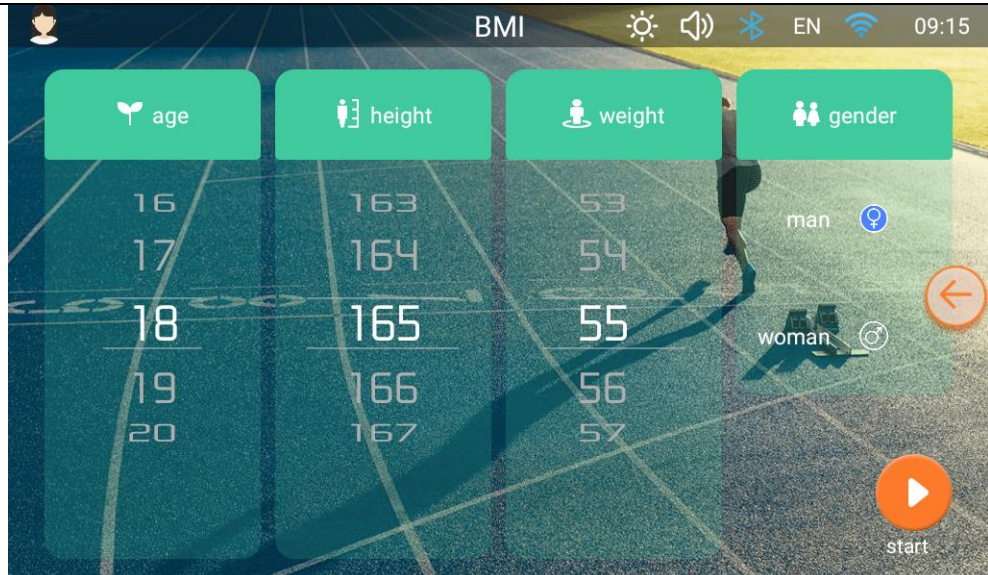 BMI EN 09:15
age height weight gender
16 163 53
man
17 164 54
18 165 55
woman
19 166 56
20 167 57
start